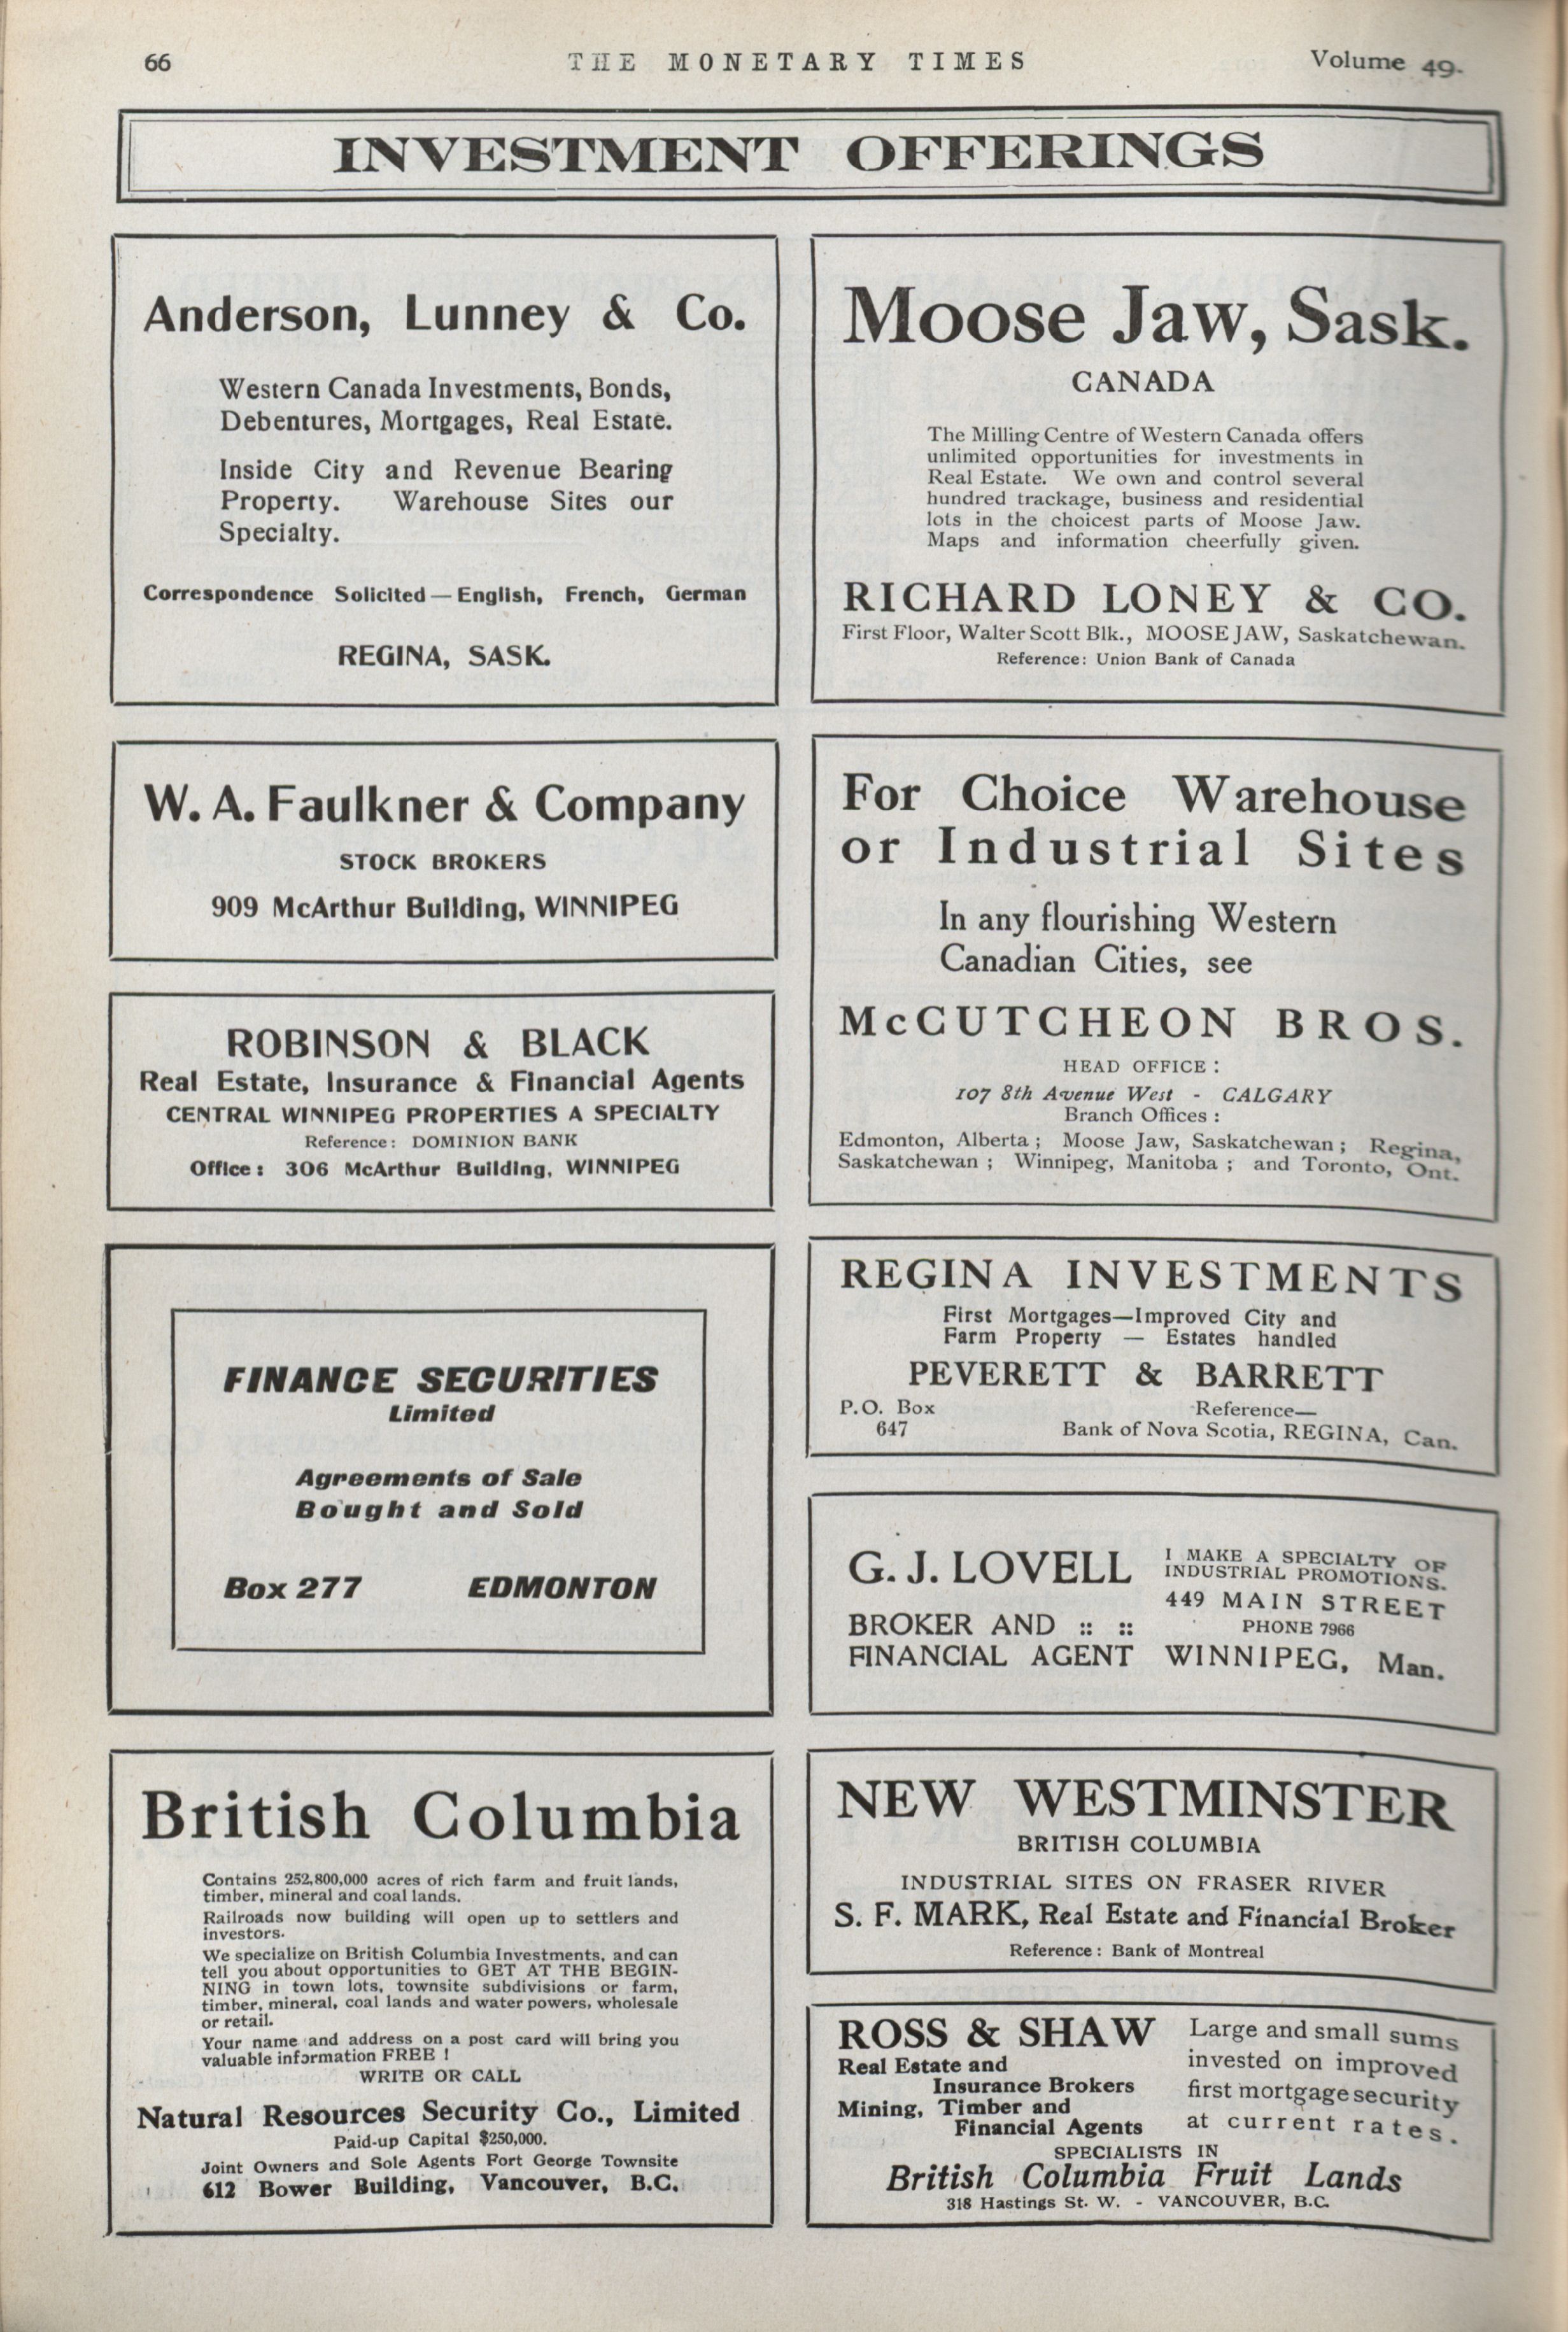 66
THE MONETARY TIMES
Volume 49.
INVESTMENT OFFERINGS
Anderson, Lunney & Co.
Western Canada Investments, Bonds,
Debentures, Mortgages, Real Estate.
Inside City and Revenue Bearing
Property. Warehouse Sites our
Specialty.
Correspondence Solicited — English, French, German
REGINA, SASK.
W. A. Faulkner & Company
STOCK BROKERS
909 McArthur Building, WINNIPEG
ROBINSON & BLACK
Real Estate, Insurance & Financial Agents
CENTRAL WINNIPEG PROPERTIES A SPECIALTY
Reference: DOMINION BANK
Office: 306 McArthur Building, WINNIPEG
FINANCE SECURITIES
Limited
Agreements of Sale
Bought and Sold
Box 277 EDMONTON
British Columbia
Contains 252,800,000 acres of rich farm and fruit lands,
timber, mineral and coal lands.
Railroads now building will open up to settlers and
investors.
We specialize on British Columbia Investments, and can
tell you about opportunities to GET AT THE BEGIN-
NING in town lots, townsite subdivisions or farm,
timber, mineral, coal lands and water powers, wholesale
or retail.
Your name and address on a post card will bring you
valuable information FREE !
WRITE OR CALL
Natural Resources Security Co., Limited
Paid-up Capital $250,000.
Joint Owners and Sole Agents Fort George Townsite
612 Bower Building, Vancouver, B.C.
Moose Jaw, Sask.
CANADA
The Milling Centre of Western Canada offers
unlimited opportunities for investments in
Real Estate. We own and control several
hundred trackage, business and residential
lots in the choicest parts of Moose Jaw.
Maps and information cheerfully given.
RICHARD LONEY & CO.
First Floor, Walter Scott Blk., MOOSE JAW, Saskatchewan.
Reference: Union Bank of Canada
For Choice Warehouse
or Industrial Sites
In any flourishing Western
Canadian Cities, see
McCUTCHEON BROS.
HEAD OFFICE :
107 8th Avenue West - CALGARY
Branch Offices :
Edmonton, Alberta ; Moose Jaw, Saskatchewan ; Regina,
Saskatchewan ; Winnipeg, Manitoba ; and Toronto, Ont.
REGINA INVESTMENTS
First Mortgages—Improved City and
Farm Property — Estates handled
PEVERETT & BARRETT
P.O. Box Reference—
647 Bank of Nova Scotia, REGINA, Can.
G. J. LOVELL
BROKER AND :: ::
FINANCIAL AGENT
I MAKE A SPECIALTY OF
INDUSTRIAL PROMOTIONS.
449 MAIN STREET
PHONE 7966
WINNIPEG, Man.
NEW WESTMINSTER
BRITISH COLUMBIA
INDUSTRIAL SITES ON FRASER RIVER
S. F. MARK, Real Estate and Financial Broker
Reference : Bank of Montreal
ROSS & SHAW
Real Estate and
Insurance Brokers
Mining, Timber and
Financial Agents
Large and small sums
invested on improved
first mortgage security
at current rates.
SPECIALISTS IN
British Columbia Fruit Lands
318 Hastings St. W. - VANCOUVER, B.C.